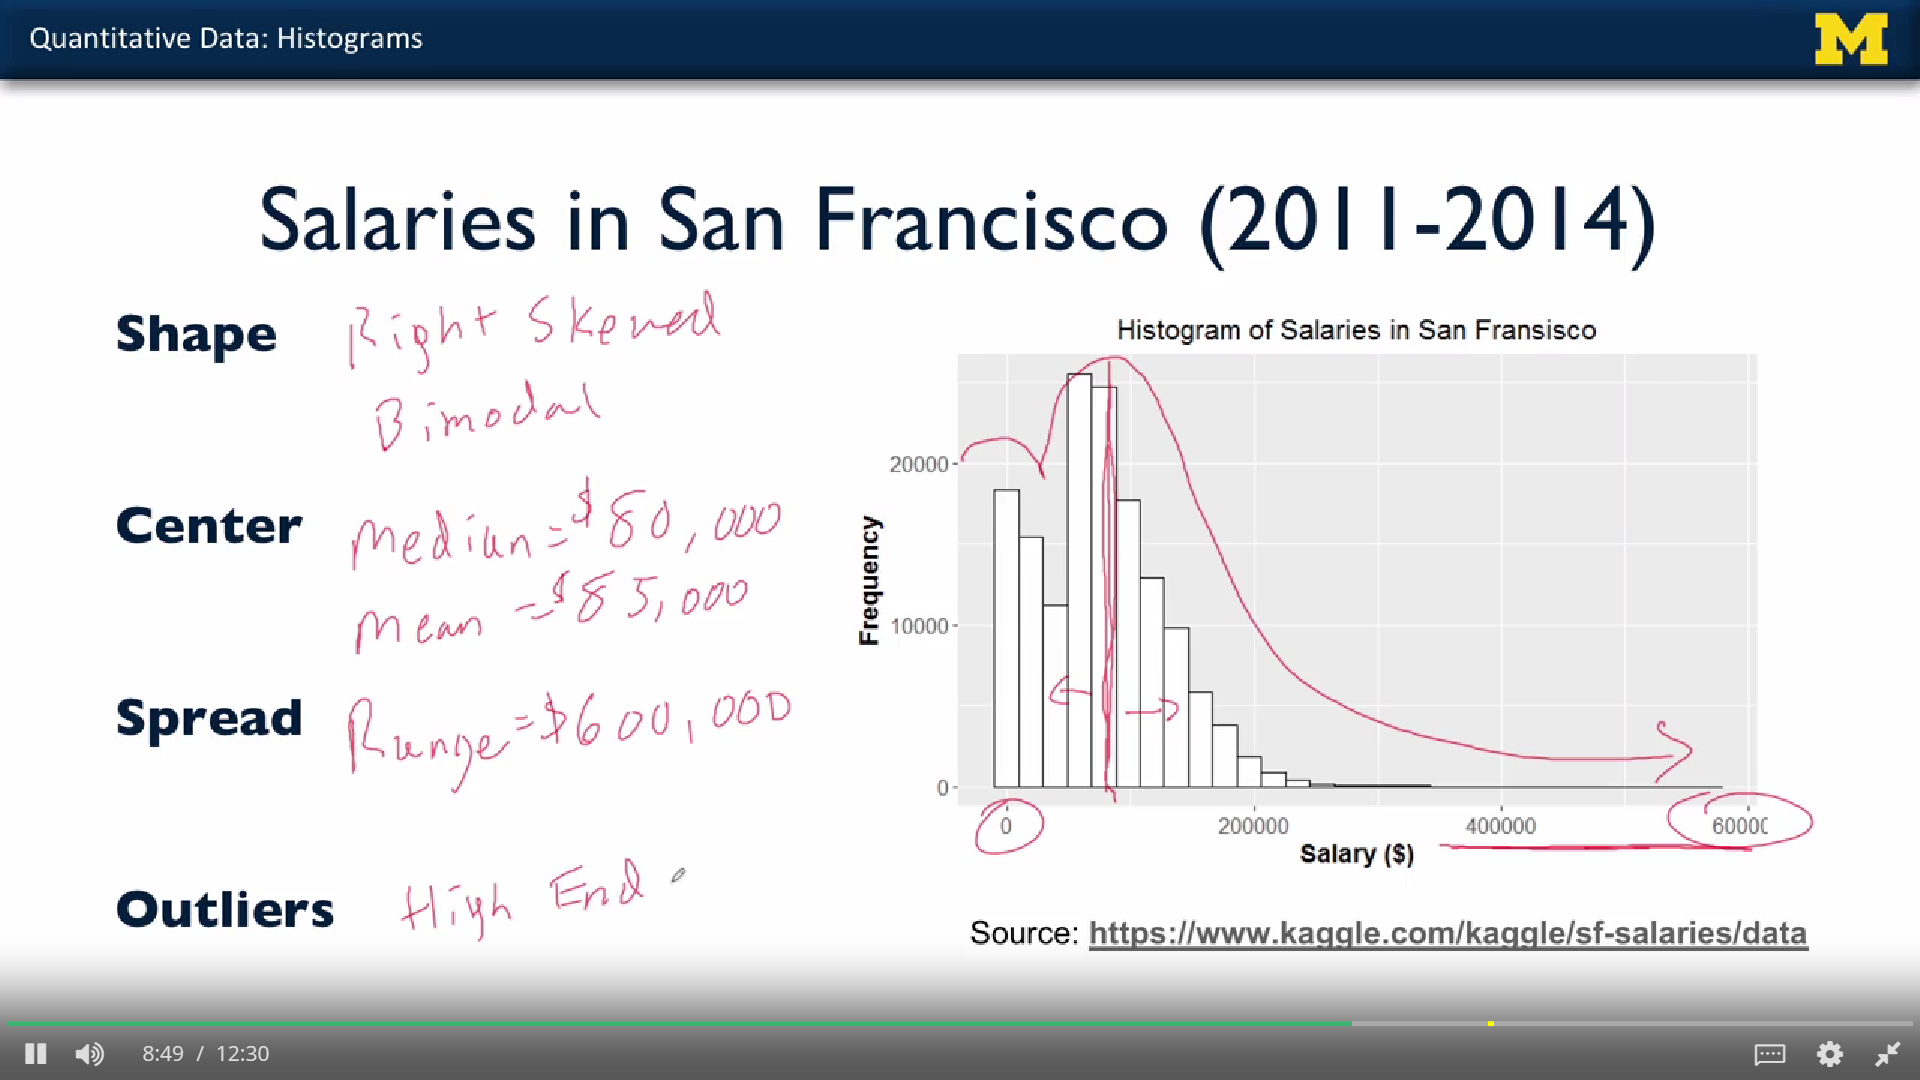 Quantitative Data: Histograms
M
Salaries in San Francisco (2011-2014)
Shape Right Skewed
Bimodal
Center Median = $80,000
Mean = $85,000
Spread Range = $600,000
Outliers High End
Histogram of Salaries in San Fransisco
Frequency
20000
10000
0
0 200000 400000 60000
Salary ($)
Source: https://www.kaggle.com/kaggle/sf-salaries/data
8:49 / 12:30